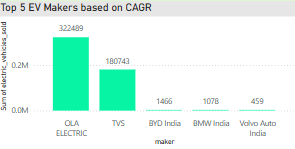 Top 5 EV Makers based on CAGR
Sum of electric_vehicles_sold
322489
180743
1466
1078
459
0.2M
0.0M
OLA
ELECTRIC
TVS
BYD India
BMW India
Volvo Auto
India
maker